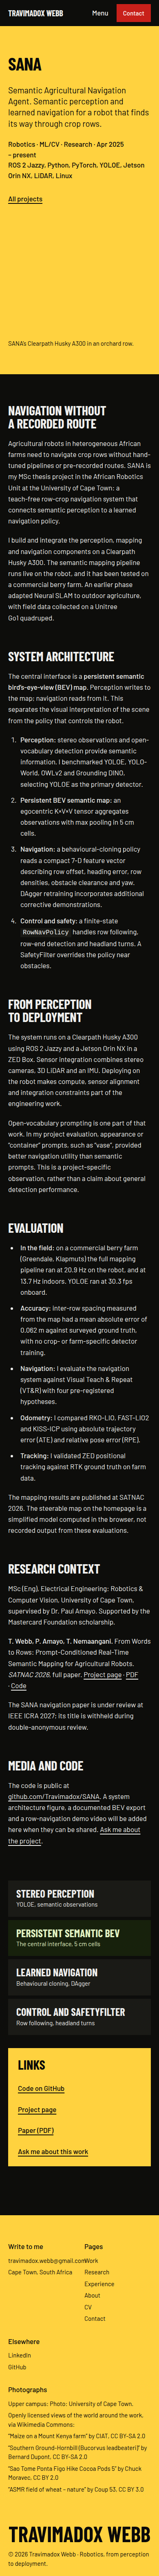 TRAVIMADOX WEBB
Menu
Contact
SANA
Semantic Agricultural Navigation
Agent. Semantic perception and
learned navigation for a robot that finds
its way through crop rows.
Robotics · ML/CV · Research · Apr 2025
– present
ROS 2 Jazzy, Python, PyTorch, YOLOE, Jetson
Orin NX, LiDAR, Linux
All projects
SANA's Clearpath Husky A300 in an orchard row.
NAVIGATION WITHOUT
A RECORDED ROUTE
Agricultural robots in heterogeneous African
farms need to navigate crop rows without hand-
coded pipelines or pre-recorded routes. SANA is
my MSc thesis project in the African Robotics
Unit at the University of Cape Town: a
teach-free row-crop navigation system that
connects semantic perception to a learned
navigation policy.
I build and integrate the perception, mapping
and navigation components on a Clearpath
Husky A300. The semantic mapping pipeline
runs live on the robot, and it has been tested on
a commercial berry farm. An earlier phase
adapted Neural SLAM to outdoor agriculture,
with field data collected on a Unitree
Go1 quadruped.
SYSTEM ARCHITECTURE
The central interface is a persistent semantic
bird's-eye-view (BEV) map. Perception writes to
the map; navigation reads from it. This
separates the visual interpretation of the scene
from the policy that controls the robot.
1. Perception: stereo observations and open-
vocabulary detection provide semantic
information. I benchmarked YOLOE, YOLO-
World, OWLv2 and Grounding DINO,
selecting YOLOE as the primary detector.
2. Persistent BEV semantic map: an
egocentric K×V×V tensor aggregates
observations with max pooling in 5 cm
cells.
3. Navigation: a behavioural-cloning policy
reads a compact 7-D feature vector
describing row offset, heading error, row
densities, obstacle clearance and yaw.
DAgger retraining incorporates additional
corrective demonstrations.
4. Control and safety: a finite-state
RowNavPolicy handles row following,
row-end detection and headland turns. A
SafetyFilter overrides the policy near
obstacles.
FROM PERCEPTION
TO DEPLOYMENT
The system runs on a Clearpath Husky A300
using ROS 2 Jazzy and a Jetson Orin NX in a
ZED Box. Sensor integration combines stereo
cameras, 3D LiDAR and an IMU. Deploying on
the robot makes compute, sensor alignment
and integration constraints part of the
engineering work.
Open-vocabulary prompting is one part of that
work. In my project evaluation, appearance or
"container" prompts, such as "vase", provided
better navigation utility than semantic
prompts. This is a project-specific
observation, rather than a claim about general
detection performance.
EVALUATION
• In the field: on a commercial berry farm
(Greendale, Klapmuts) the full mapping
pipeline ran at 20.9 Hz on the robot, and at
13.7 Hz indoors. YOLOE ran at 30.3 fps
onboard.
• Accuracy: inter-row spacing measured
from the map had a mean absolute error of
0.062 m against surveyed ground truth,
with no crop- or farm-specific detector
training.
• Navigation: I evaluate the navigation
system against Visual Teach & Repeat
(VT&R) with four pre-registered
hypotheses.
• Odometry: I compared RKO-LIO, FAST-LIO2
and KISS-ICP using absolute trajectory
error (ATE) and relative pose error (RPE).
• Tracking: I validated ZED positional
tracking against RTK ground truth on farm
data.
The mapping results are published at SATNAC
2026. The steerable map on the homepage is a
simplified model computed in the browser, not
recorded output from these evaluations.
RESEARCH CONTEXT
MSc (Eng), Electrical Engineering: Robotics &
Computer Vision, University of Cape Town,
supervised by Dr. Paul Amayo. Supported by the
Mastercard Foundation scholarship.
T. Webb, P. Amayo, T. Nemaangani. From Words
to Rows: Prompt-Conditioned Real-Time
Semantic Mapping for Agricultural Robots.
SATNAC 2026, full paper. Project page · PDF
· Code
The SANA navigation paper is under review at
IEEE ICRA 2027; its title is withheld during
double-anonymous review.
MEDIA AND CODE
The code is public at
github.com/Travimadox/SANA. A system
architecture figure, a documented BEV export
and a row-navigation demo video will be added
here when they can be shared. Ask me about
the project.
STEREO PERCEPTION
YOLOE, semantic observations
PERSISTENT SEMANTIC BEV
The central interface, 5 cm cells
LEARNED NAVIGATION
Behavioural cloning, DAgger
CONTROL AND SAFETYFILTER
Row following, headland turns
LINKS
Code on GitHub
Project page
Paper (PDF)
Ask me about this work
Write to me
travimadox.webb@gmail.com
Cape Town, South Africa
Pages
Work
Research
Experience
About
CV
Contact
Elsewhere
LinkedIn
GitHub
Photographs
Upper campus: Photo: University of Cape Town.
Openly licensed views of the world around the work,
via Wikimedia Commons:
"Maize on a Mount Kenya farm" by CIAT, CC BY-SA 2.0
"Southern Ground-Hornbill (Bucorvus leadbeateri)" by
Bernard Dupont, CC BY-SA 2.0
"Sao Tome Ponta Figo Hike Cocoa Pods 5" by Chuck
Moravec, CC BY 2.0
"ASMR field of wheat – nature" by Coup 53, CC BY 3.0
TRAVIMADOX WEBB
© 2026 Travimadox Webb · Robotics, from perception
to deployment.